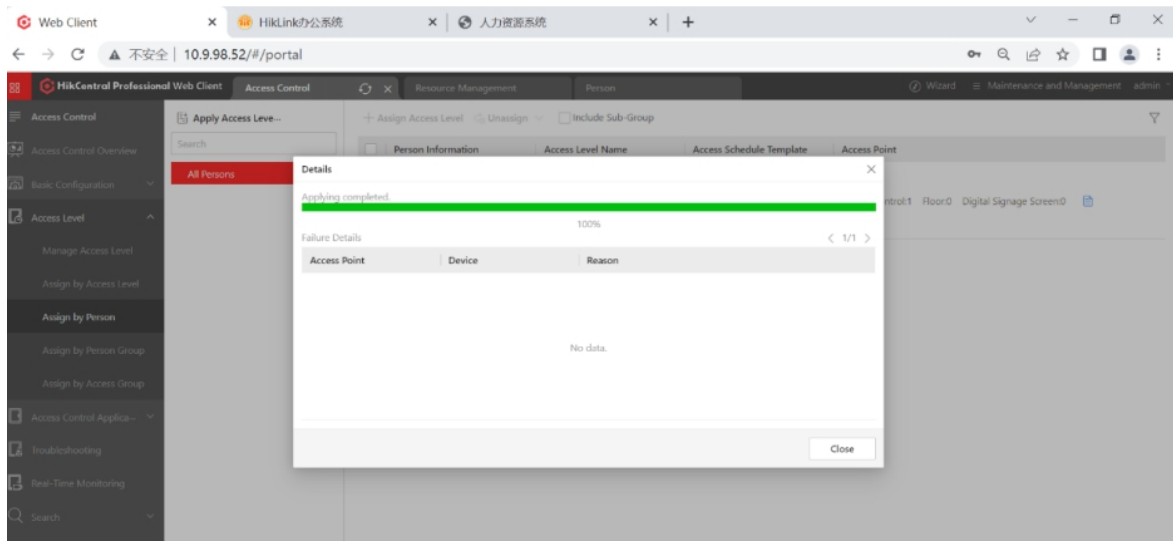 Web Client
HikLink办公系统
人力资源系统
不安全 | 10.9.98.52/#/portal
HikCentral Professional Web Client
Access Control
Resource Management
Person
Wizard
Maintenance and Management
admin
Access Control
Apply Access Leve...
+ Assign Access Level
Unassign
Include Sub-Group
Access Control Overview
Search
Person Information
Access Level Name
Access Schedule Template
Access Point
Basic Configuration
All Persons
Details
Applying completed.
ntrol:1 Floor:0 Digital Signage Screen:0
Access Level
100%
Failure Details
< 1/1 >
Manage Access Level
Access Point
Device
Reason
Assign by Access Level
Assign by Person
Assign by Person Group
No data.
Assign by Access Group
Access Control Applica...
Troubleshooting
Close
Real-Time Monitoring
Search